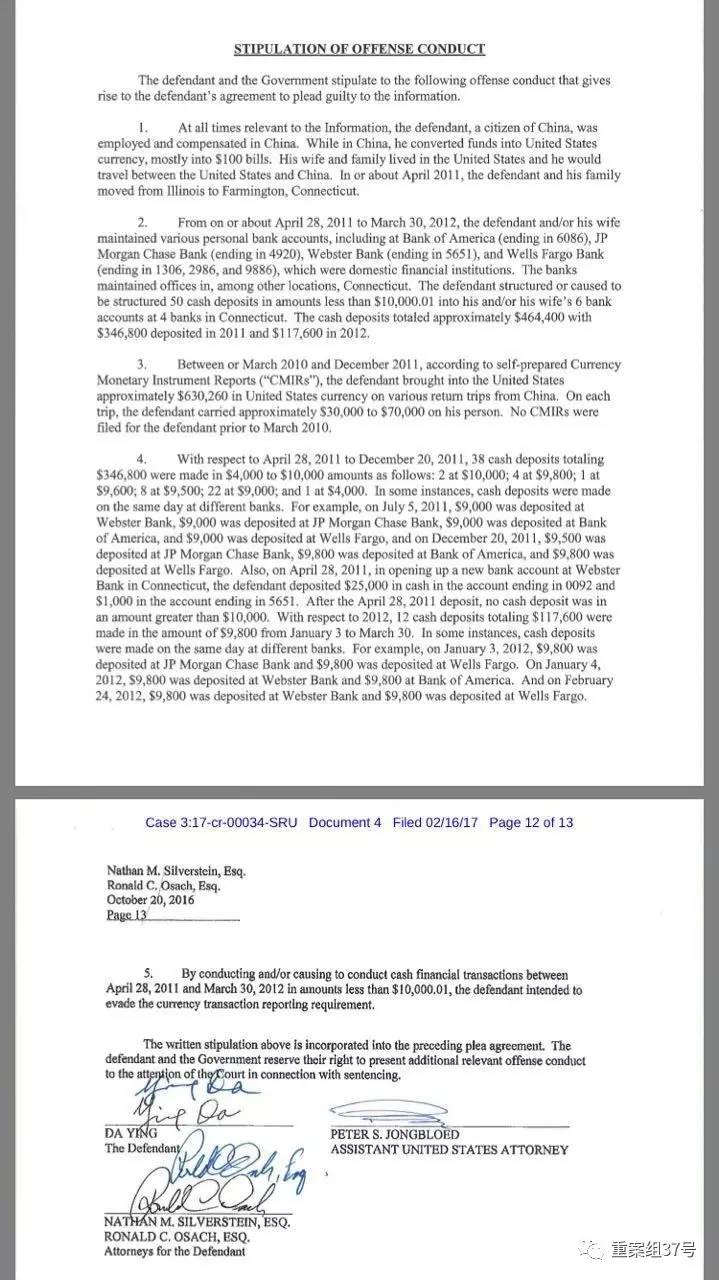 STIPULATION OF OFFENSE CONDUCT
The defendant and the Government stipulate to the following offense conduct that gives
rise to the defendant's agreement to plead guilty to the information.
1. At all times relevant to the Information, the defendant, a citizen of China, was
employed and compensated in China. While in China, he converted funds into United States
currency, mostly into $100 bills. His wife and family lived in the United States and he would
travel between the United States and China. In or about April 2011, the defendant and his family
moved from Illinois to Farmington, Connecticut.
2. From on or about April 28, 2011 to March 30, 2012, the defendant and/or his wife
maintained various personal bank accounts, including at Bank of America (ending in 6086), JP
Morgan Chase Bank (ending in 4920), Webster Bank (ending in 5651), and Wells Fargo Bank
(ending in 1306, 2986, and 9886), which were domestic financial institutions. The banks
maintained offices in, among other locations, Connecticut. The defendant structured or caused to
be structured 50 cash deposits in amounts less than $10,000.01 into his and/or his wife's 6 bank
accounts at 4 banks in Connecticut. The cash deposits totaled approximately $464,400 with
$346,800 deposited in 2011 and $117,600 in 2012.
3. Between or March 2010 and December 2011, according to self-prepared Currency
Monetary Instrument Reports ("CMIRs"), the defendant brought into the United States
approximately $630,260 in United States currency on various return trips from China. On each
trip, the defendant carried approximately $30,000 to $70,000 on his person. No CMIRs were
filed for the defendant prior to March 2010.
4. With respect to April 28, 2011 to December 20, 2011, 38 cash deposits totaling
$346,800 were made in $4,000 to $10,000 amounts as follows: 2 at $10,000; 4 at $9,800; 1 at
$9,600; 8 at $9,500; 22 at $9,000; and 1 at $4,000. In some instances, cash deposits were made
on the same day at different banks. For example, on July 5, 2011, $9,000 was deposited at
Webster Bank, $9,000 was deposited at JP Morgan Chase Bank, $9,000 was deposited at Bank
of America, and $9,000 was deposited at Wells Fargo, and on December 20, 2011, $9,500 was
deposited at JP Morgan Chase Bank, $9,800 was deposited at Bank of America, and $9,800 was
deposited at Wells Fargo. Also, on April 28, 2011, in opening up a new bank account at Webster
Bank in Connecticut, the defendant deposited $25,000 in cash in the account ending in 0092 and
$1,000 in the account ending in 5651. After the April 28, 2011 deposit, no cash deposit was in
an amount greater than $10,000. With respect to 2012, 12 cash deposits totaling $117,600 were
made in the amount of $9,800 from January 3 to March 30. In some instances, cash deposits
were made on the same day at different banks. For example, on January 3, 2012, $9,800 was
deposited at JP Morgan Chase Bank and $9,800 was deposited at Wells Fargo. On January 4,
2012, $9,800 was deposited at Webster Bank and $9,800 at Bank of America. And on February
24, 2012, $9,800 was deposited at Webster Bank and $9,800 was deposited at Wells Fargo.
Case 3:17-cr-00034-SRU Document 4 Filed 02/16/17 Page 12 of 13
Nathan M. Silverstein, Esq.
Ronald C. Osach, Esq.
October 20, 2016
Page 13
5. By conducting and/or causing to conduct cash financial transactions between
April 28, 2011 and March 30, 2012 in amounts less than $10,000.01, the defendant intended to
evade the currency transaction reporting requirement.
The written stipulation above is incorporated into the preceding plea agreement. The
defendant and the Government reserve their right to present additional relevant offense conduct
to the attention of the Court in connection with sentencing.
Ying Da
Ying Da
DA YING
The Defendant
PETER S. JONGBLOED
ASSISTANT UNITED STATES ATTORNEY
Ronald C Osach, Esq
Ronald C Osach
NATHAN M. SILVERSTEIN, ESQ.
RONALD C. OSACH, ESQ.
Attorneys for the Defendant
重案组37号